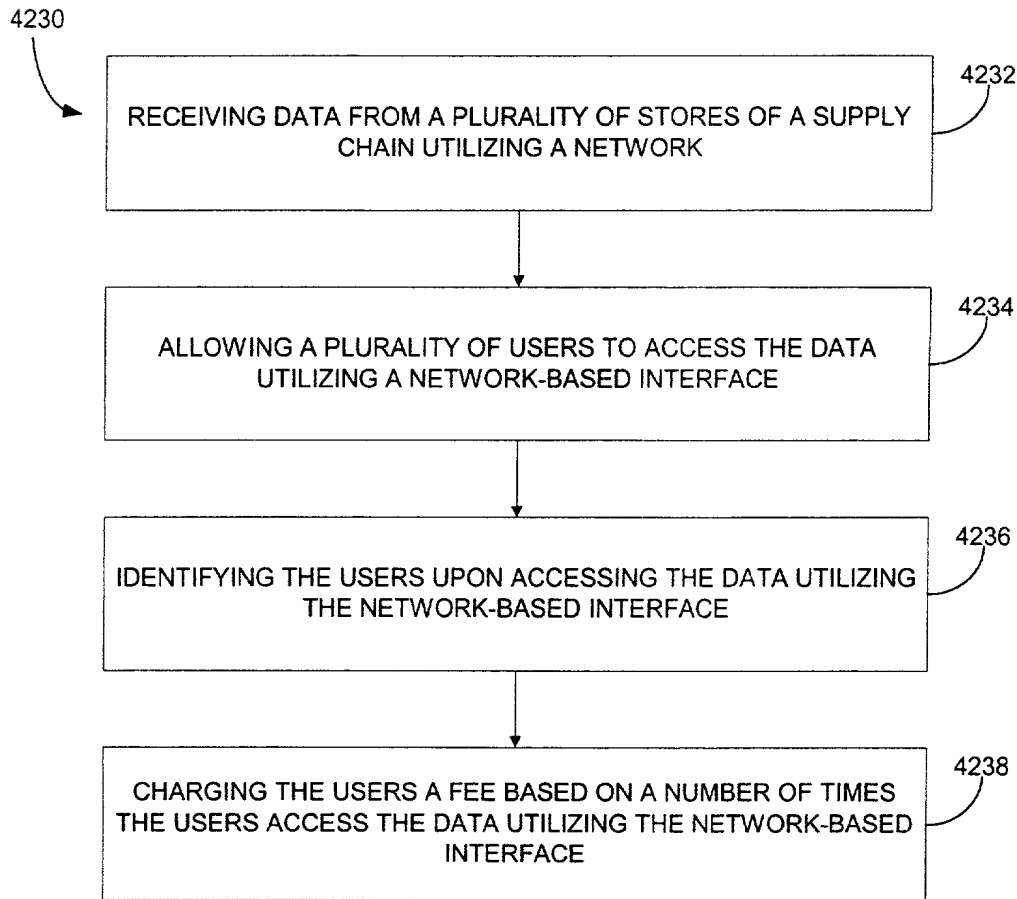 4230
4232
RECEIVING DATA FROM A PLURALITY OF STORES OF A SUPPLY
CHAIN UTILIZING A NETWORK
4234
ALLOWING A PLURALITY OF USERS TO ACCESS THE DATA
UTILIZING A NETWORK-BASED INTERFACE
4236
IDENTIFYING THE USERS UPON ACCESSING THE DATA UTILIZING
THE NETWORK-BASED INTERFACE
4238
CHARGING THE USERS A FEE BASED ON A NUMBER OF TIMES
THE USERS ACCESS THE DATA UTILIZING THE NETWORK-BASED
INTERFACE